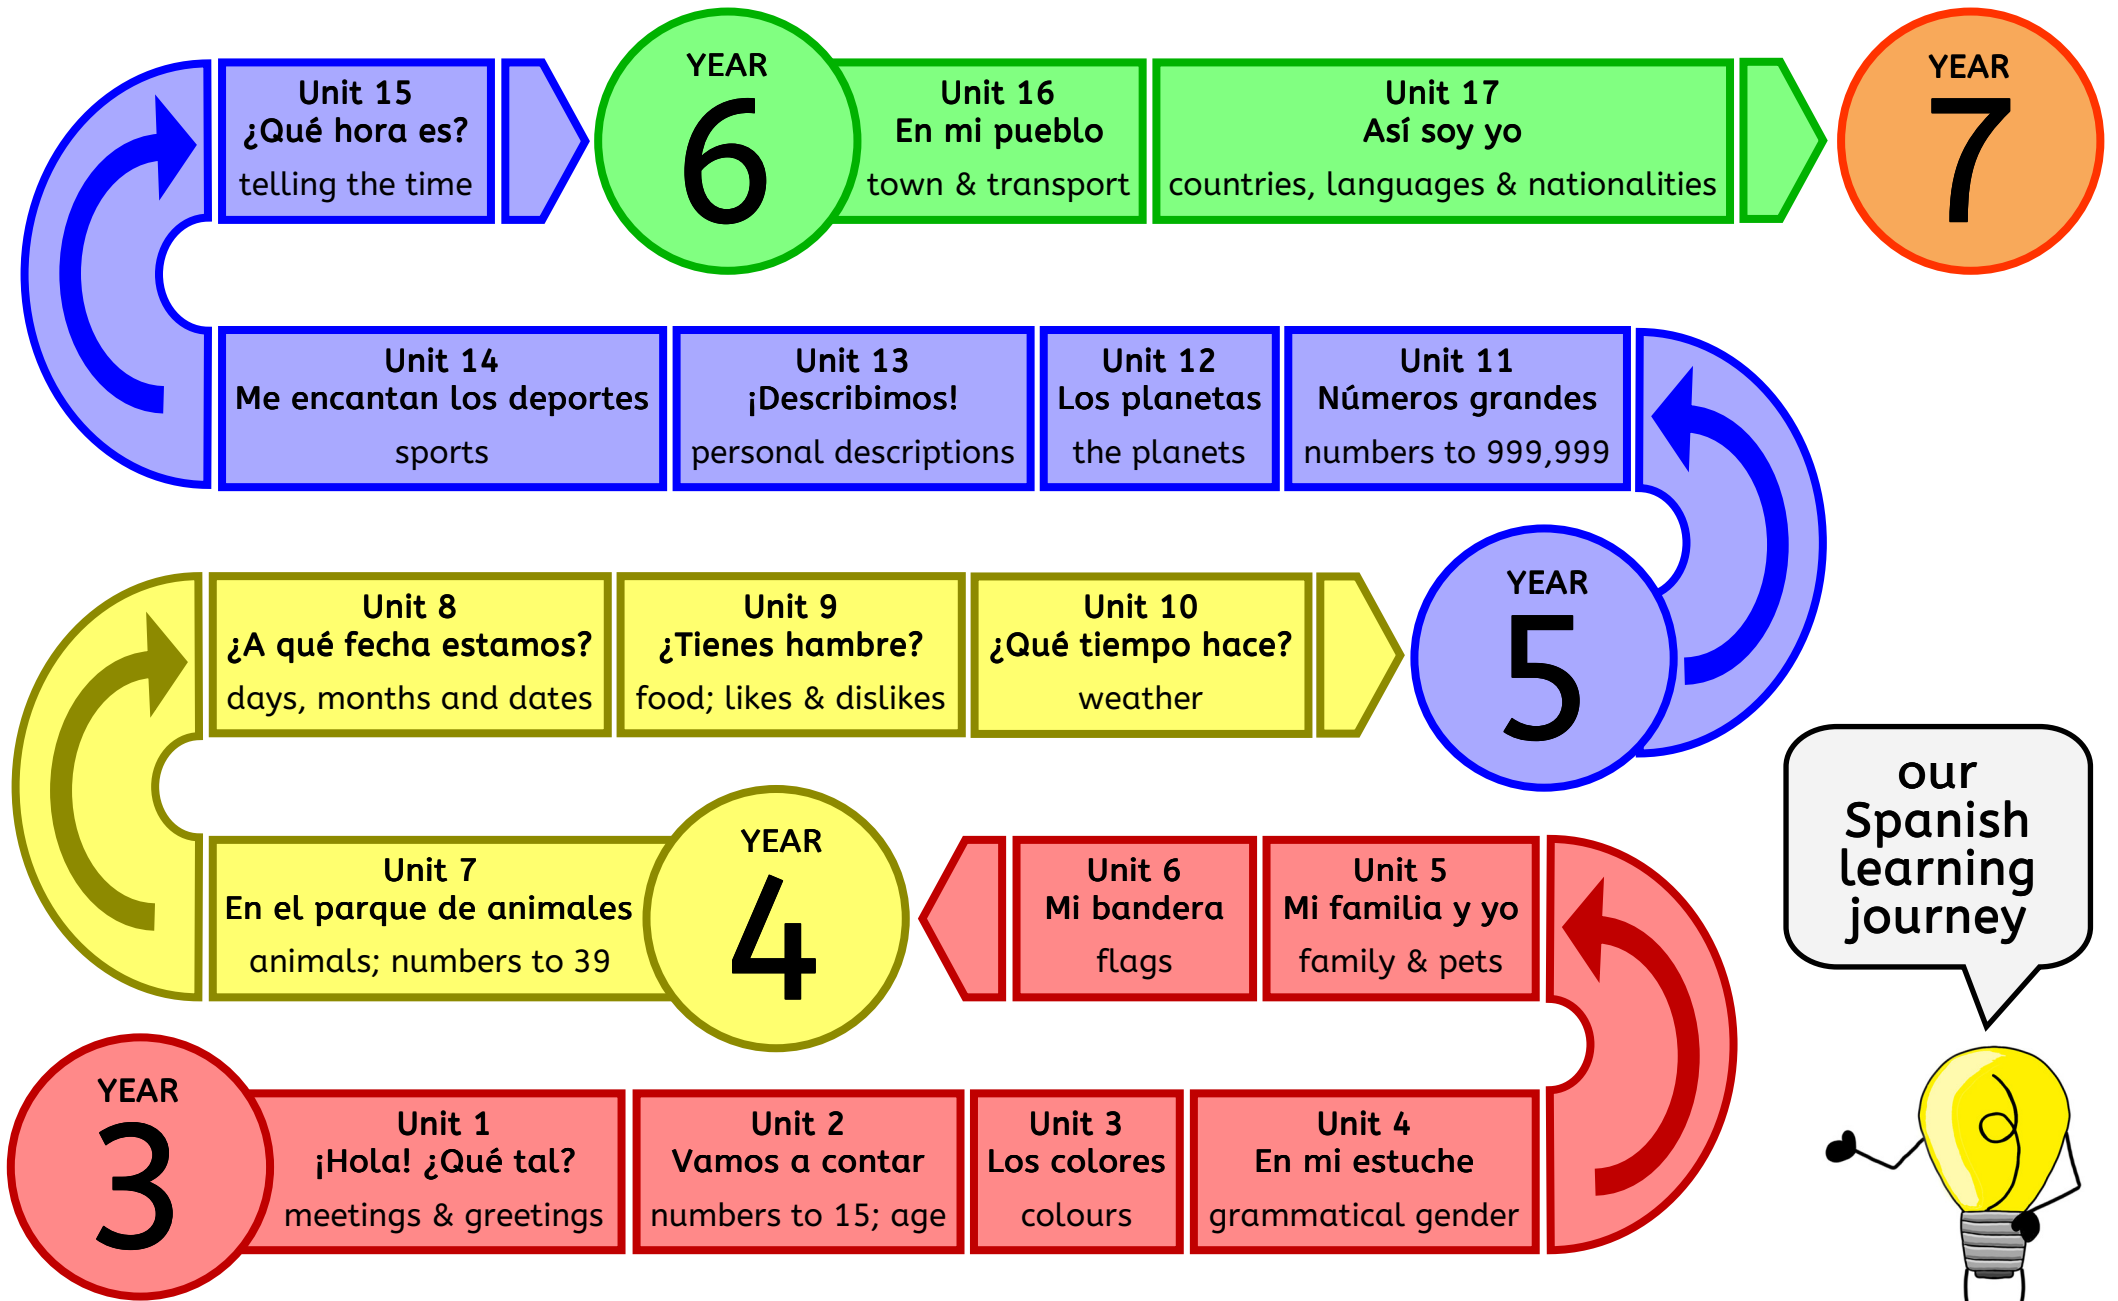 YEAR
6
YEAR
7
Unit 15
¿Qué hora es?
telling the time
Unit 16
En mi pueblo
town & transport
Unit 17
Así soy yo
countries, languages & nationalities
Unit 14
Me encantan los deportes
sports
Unit 13
¡Describimos!
personal descriptions
Unit 12
Los planetas
the planets
Unit 11
Números grandes
numbers to 999,999
Unit 8
¿A qué fecha estamos?
days, months and dates
Unit 9
¿Tienes hambre?
food; likes & dislikes
Unit 10
¿Qué tiempo hace?
weather
YEAR
5
Unit 7
En el parque de animales
animals; numbers to 39
YEAR
4
Unit 6
Mi bandera
flags
Unit 5
Mi familia y yo
family & pets
our
Spanish
learning
journey
YEAR
3
Unit 1
¡Hola! ¿Qué tal?
meetings & greetings
Unit 2
Vamos a contar
numbers to 15; age
Unit 3
Los colores
colours
Unit 4
En mi estuche
grammatical gender